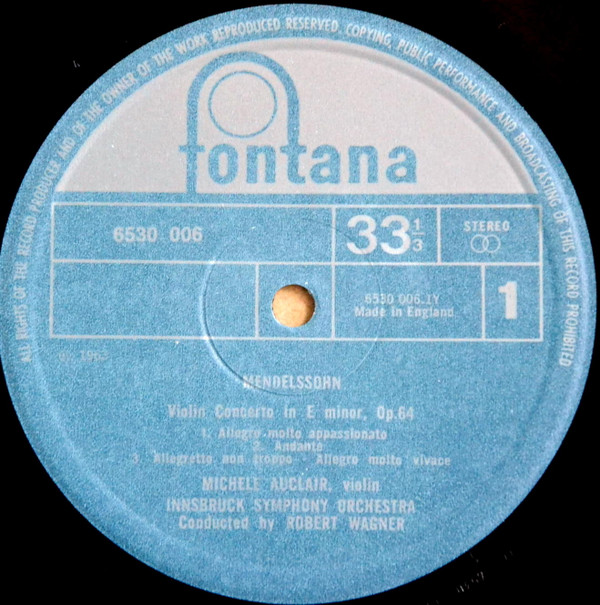 ALL RIGHTS OF THE RECORD PRODUCER AND OF THE OWNER OF THE WORK REPRODUCED RESERVED. COPYING, PUBLIC PERFORMANCE AND BROADCASTING OF THIS RECORD PROHIBITED
fontana
6530 006
33 1/3
STEREO
6530 006.1Y
Made in England
1
1963
MENDELSSOHN
Violin Concerto in E minor, Op.64
1. Allegro molto appassionato
2. Andante
3. Allegretto non troppo - Allegro molto vivace
MICHELE AUCLAIR, violin
INNSBRUCK SYMPHONY ORCHESTRA
Conducted by ROBERT WAGNER